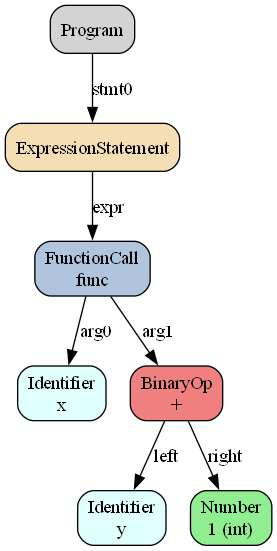 Program
stmt0
ExpressionStatement
expr
FunctionCall
func
arg0
arg1
Identifier
x
BinaryOp
+
left
right
Identifier
y
Number
1 (int)